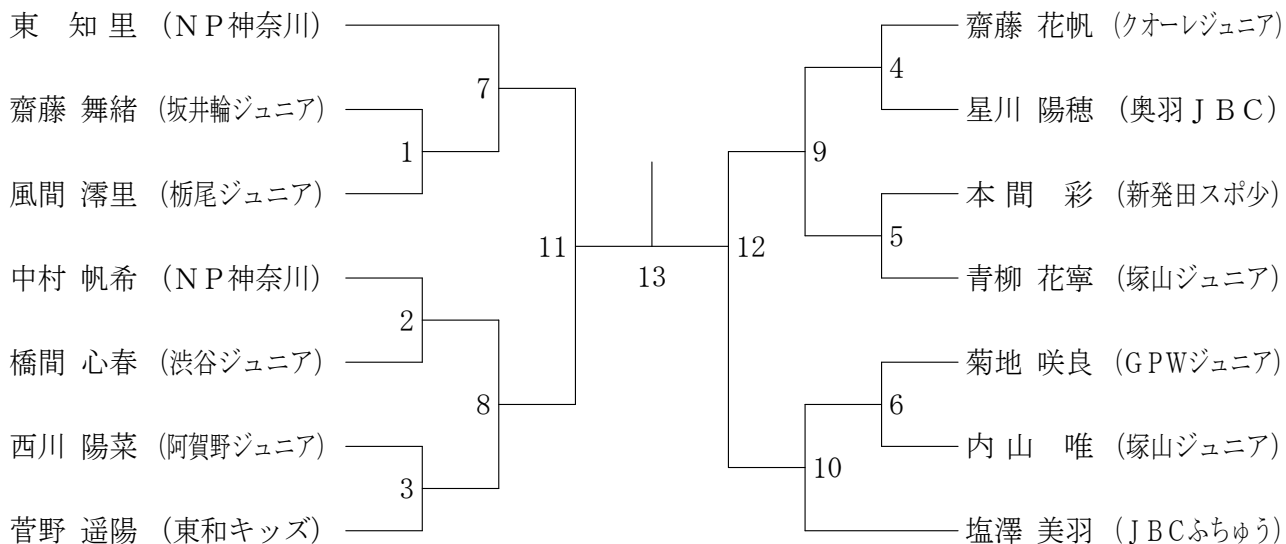 東　知里 （ＮＰ神奈川）
7
齋藤 舞緒 （坂井輪ジュニア）
1
風間 澪里 （栃尾ジュニア）
11
中村 帆希 （ＮＰ神奈川）
2
橋間 心春 （渋谷ジュニア）
8
西川 陽菜 （阿賀野ジュニア）
3
菅野 遥陽 （東和キッズ）
13
齋藤 花帆 （クオーレジュニア）
4
星川 陽穂 （奥羽ＪＢＣ）
9
本間　彩 （新発田スポ少）
5
青柳 花寧 （塚山ジュニア）
12
菊地 咲良 （GPWジュニア）
6
内山　唯 （塚山ジュニア）
10
塩澤 美羽 （ＪＢＣふちゅう）